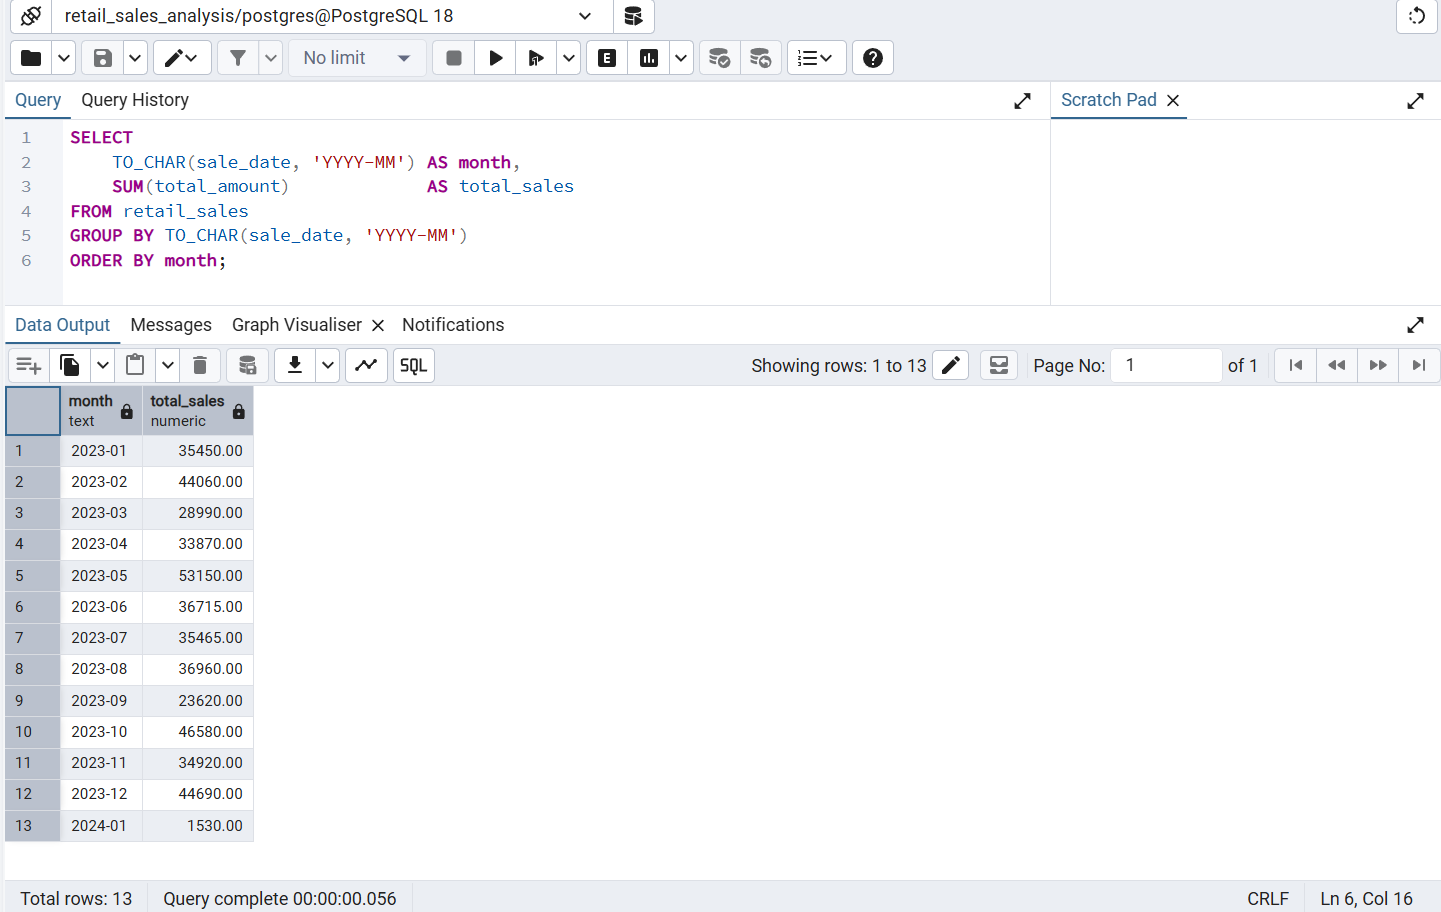 retail_sales_analysis/postgres@PostgreSQL 18
No limit
E
Query Query History Scratch Pad
1 SELECT
2 TO_CHAR(sale_date, 'YYYY-MM') AS month,
3 SUM(total_amount) AS total_sales
4 FROM retail_sales
5 GROUP BY TO_CHAR(sale_date, 'YYYY-MM')
6 ORDER BY month;
Data Output Messages Graph Visualiser Notifications
SQL Showing rows: 1 to 13 Page No: 1 of 1
month total_sales
text numeric
1 2023-01 35450.00
2 2023-02 44060.00
3 2023-03 28990.00
4 2023-04 33870.00
5 2023-05 53150.00
6 2023-06 36715.00
7 2023-07 35465.00
8 2023-08 36960.00
9 2023-09 23620.00
10 2023-10 46580.00
11 2023-11 34920.00
12 2023-12 44690.00
13 2024-01 1530.00
Total rows: 13 Query complete 00:00:00.056 CRLF Ln 6, Col 16